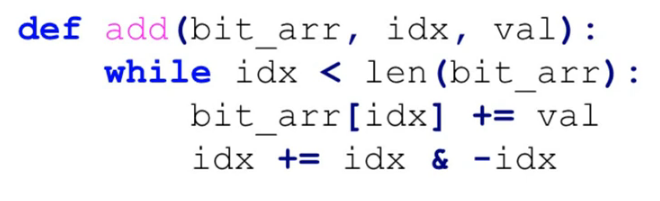 def add(bit_arr, idx, val):
    while idx < len(bit_arr):
        bit_arr[idx] += val
        idx += idx & -idx